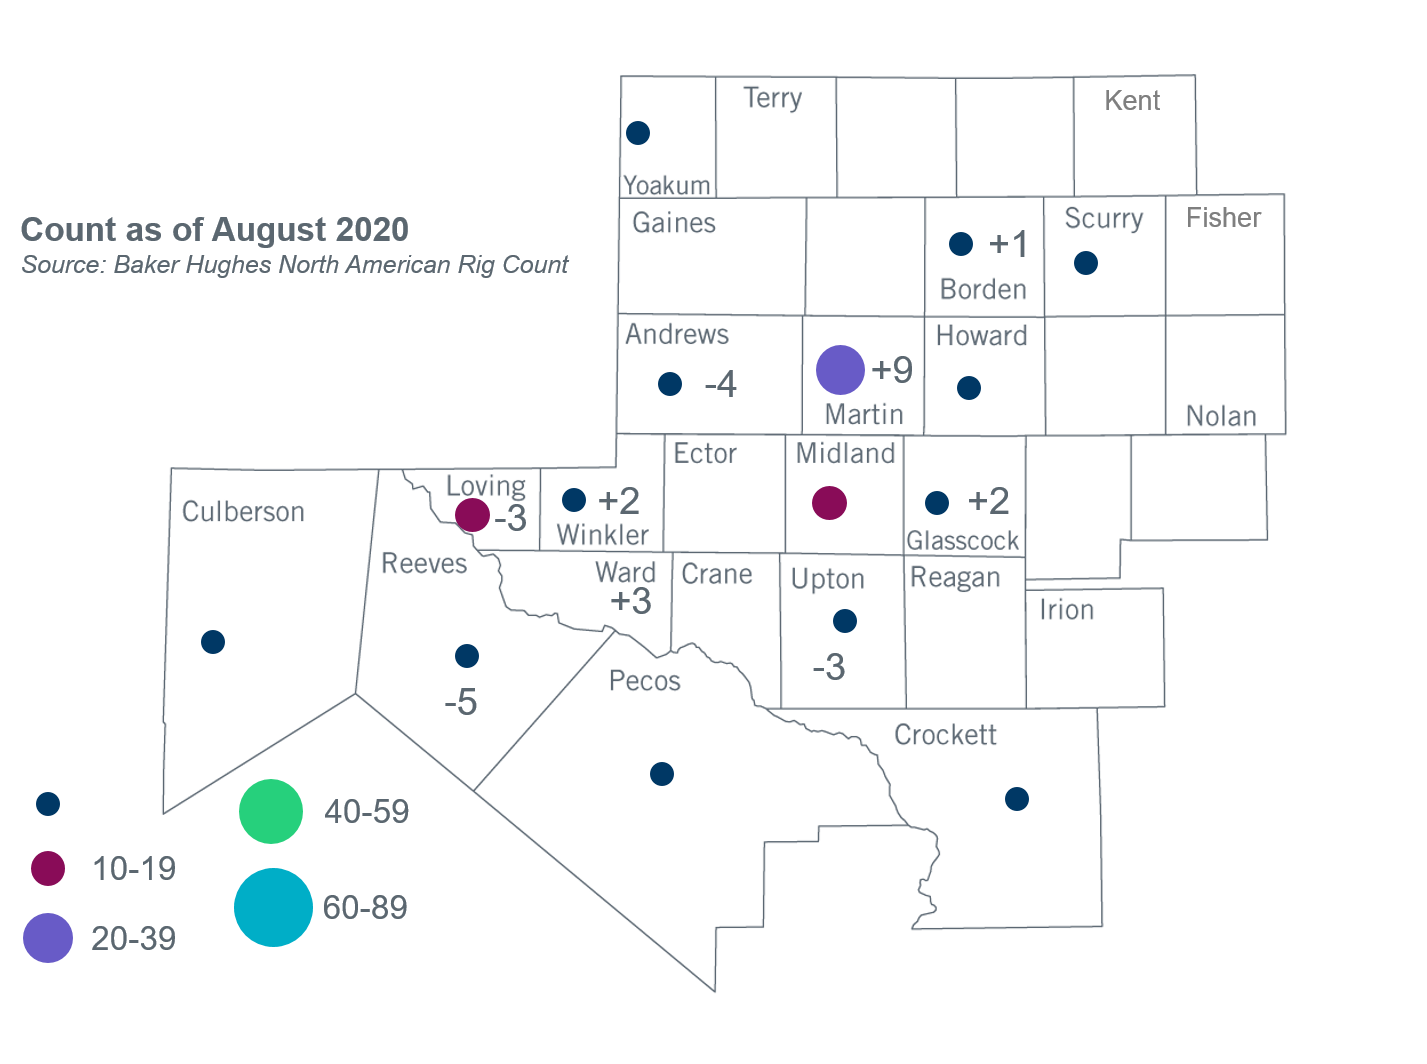 Terry
Kent
Yoakum
Count as of August 2020
Source: Baker Hughes North American Rig Count
Gaines
+1
Borden
Scurry
Fisher
Andrews
-4
+9
Martin
Howard
Nolan
Culberson
Loving
-3
+2
Winkler
Ector
Midland
+2
Glasscock
Reeves
-5
Ward
+3
Crane
Upton
-3
Reagan
Irion
Pecos
Crockett
40-59
10-19
60-89
20-39